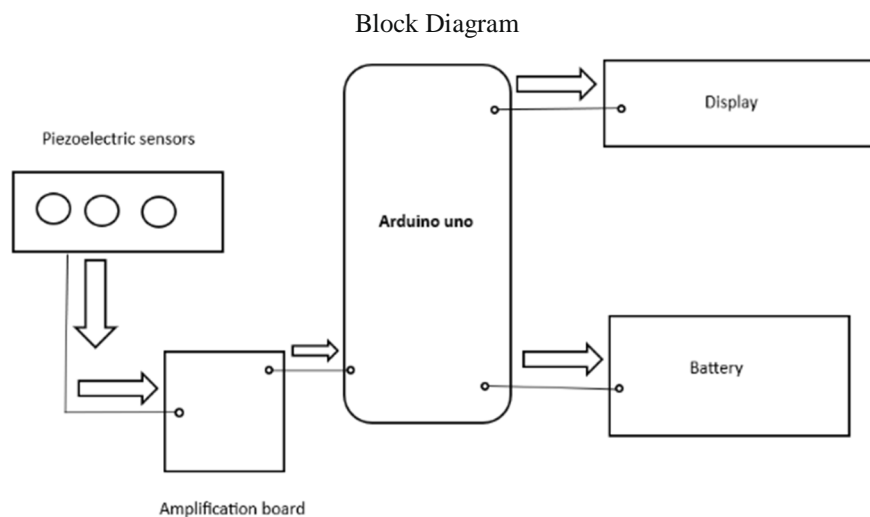 Block Diagram
Piezoelectric sensors
Display
Arduino uno
Battery
Amplification board